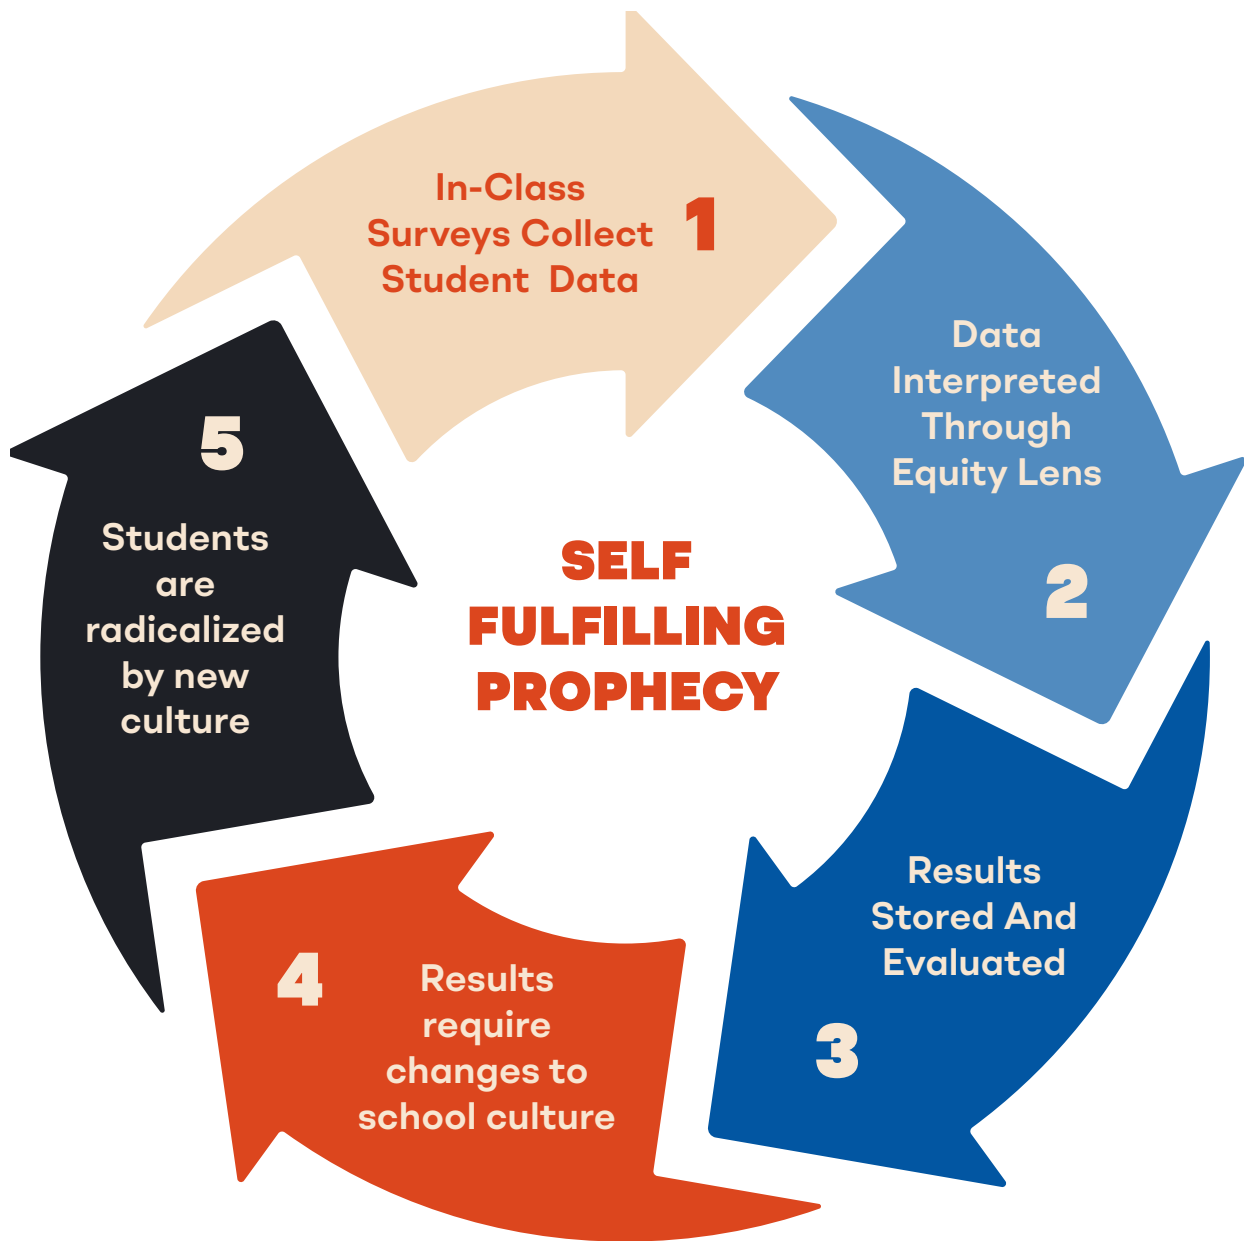 In-Class
Surveys Collect
Student Data
1
Data
Interpreted
Through
Equity Lens
2
Results
Stored And
Evaluated
3
4
Results
require
changes to
school culture
5
Students
are
radicalized
by new
culture
SELF
FULFILLING
PROPHECY